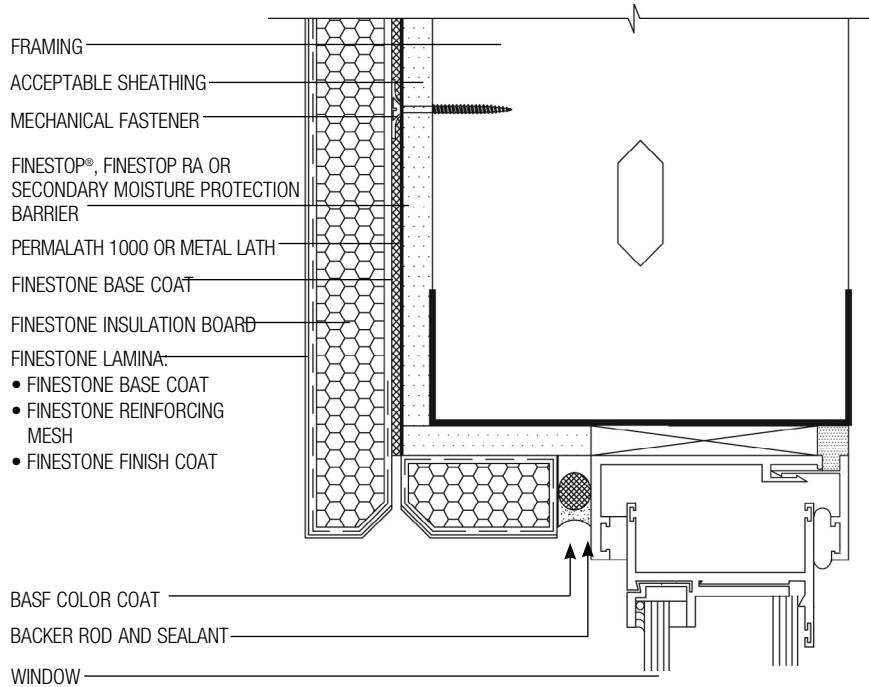 FRAMING
ACCEPTABLE SHEATHING
MECHANICAL FASTENER
FINESTOP®, FINESTOP RA OR
SECONDARY MOISTURE PROTECTION
BARRIER
PERMALATH 1000 OR METAL LATH
FINESTONE BASE COAT
FINESTONE INSULATION BOARD
FINESTONE LAMINA:
• FINESTONE BASE COAT
• FINESTONE REINFORCING
MESH
• FINESTONE FINISH COAT
BASF COLOR COAT
BACKER ROD AND SEALANT
WINDOW